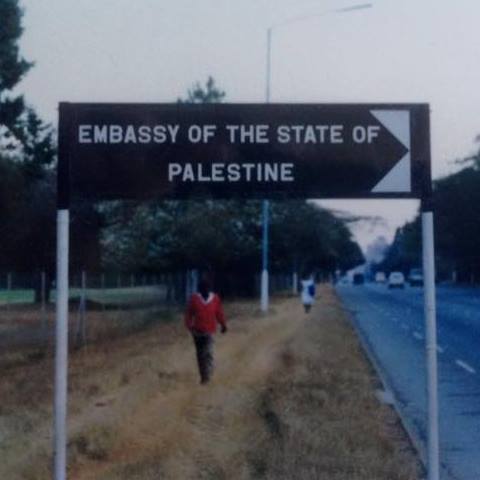 EMBASSY OF THE STATE OF
PALESTINE